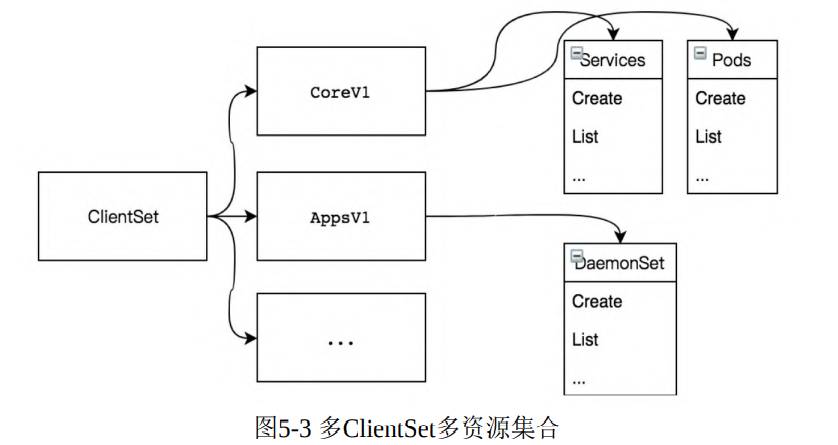 ClientSet
CoreV1
AppsV1
...
Services
Create
List
...
Pods
Create
List
...
DaemonSet
Create
List
...
图5-3 多ClientSet多资源集合